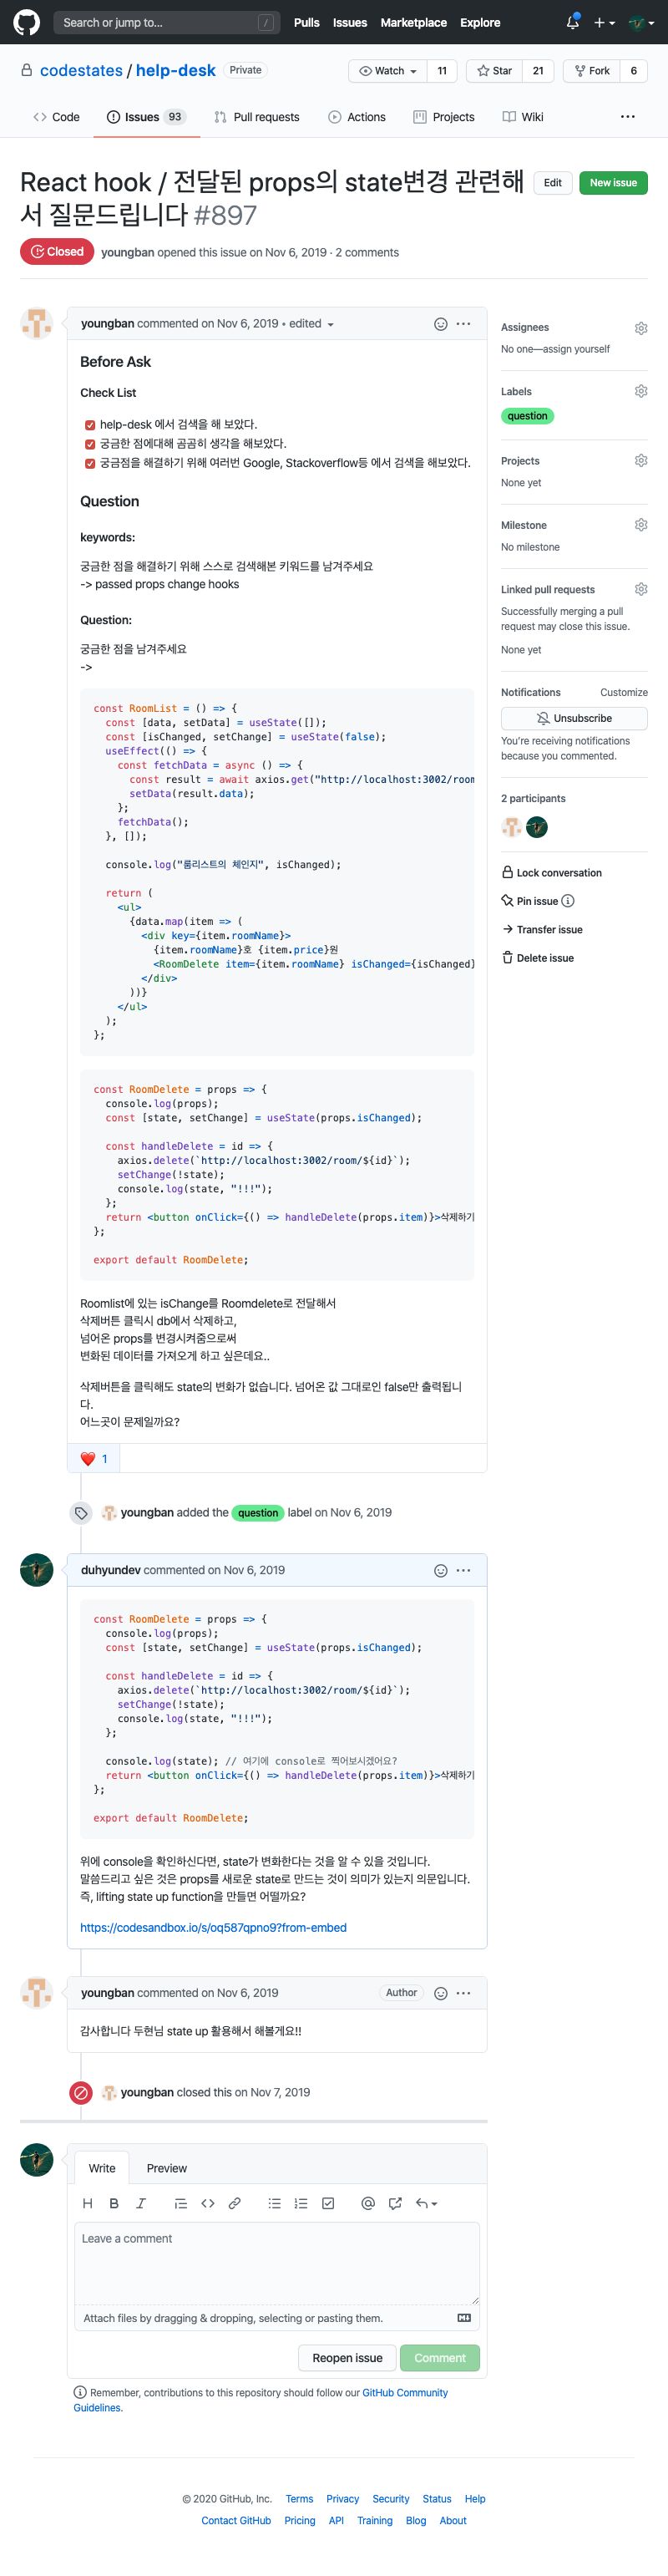 Search or jump to...
/
Pulls Issues Marketplace Explore
codestates / help-desk Private
Watch 11 Star 21 Fork 6
Code Issues 93 Pull requests Actions Projects Wiki
React hook / 전달된 props의 state변경 관련해
서 질문드립니다 #897
Edit New issue
Closed youngban opened this issue on Nov 6, 2019 · 2 comments
youngban commented on Nov 6, 2019 • edited
Before Ask
Check List
help-desk 에서 검색을 해 보았다.
궁금한 점에대해 곰곰히 생각을 해보았다.
궁금점을 해결하기 위해 여러번 Google, Stackoverflow등 에서 검색을 해보았다.
Question
keywords:
궁금한 점을 해결하기 위해 스스로 검색해본 키워드를 남겨주세요
-> passed props change hooks
Question:
궁금한 점을 남겨주세요
->
const RoomList = () => {
const [data, setData] = useState([]);
const [isChanged, setChange] = useState(false);
useEffect(() => {
const fetchData = async () => {
const result = await axios.get("http://localhost:3002/room
setData(result.data);
};
fetchData();
}, []);
console.log("룸리스트의 체인지", isChanged);
return (
<ul>
{data.map(item => (
<div key={item.roomName}>
{item.roomName}호 {item.price}원
<RoomDelete item={item.roomName} isChanged={isChanged}
</div>
))}
</ul>
);
};
const RoomDelete = props => {
console.log(props);
const [state, setChange] = useState(props.isChanged);
const handleDelete = id => {
axios.delete(`http://localhost:3002/room/${id}`);
setChange(!state);
console.log(state, "!!!");
};
return <button onClick={() => handleDelete(props.item)}>삭제하기
};
export default RoomDelete;
Roomlist에 있는 isChange를 Roomdelete로 전달해서
삭제버튼 클릭시 db에서 삭제하고,
넘어온 props를 변경시켜줌으로써
변화된 데이터를 가져오게 하고 싶은데요..
삭제버튼을 클릭해도 state의 변화가 없습니다. 넘어온 값 그대로인 false만 출력됩니
다.
어느곳이 문제일까요?
❤️ 1
youngban added the question label on Nov 6, 2019
duhyundev commented on Nov 6, 2019
const RoomDelete = props => {
console.log(props);
const [state, setChange] = useState(props.isChanged);
const handleDelete = id => {
axios.delete(`http://localhost:3002/room/${id}`);
setChange(!state);
console.log(state, "!!!");
};
console.log(state); // 여기에 console로 찍어보시겠어요?
return <button onClick={() => handleDelete(props.item)}>삭제하기
};
export default RoomDelete;
위에 console을 확인하신다면, state가 변화한다는 것을 알 수 있을 것입니다.
말씀드리고 싶은 것은 props를 새로운 state로 만드는 것이 의미가 있는지 의문입니다.
즉, lifting state up function을 만들면 어떨까요?
https://codesandbox.io/s/oq587qpno9?from-embed
youngban commented on Nov 6, 2019 Author
감사합니다 두현님 state up 활용해서 해볼게요!!
youngban closed this on Nov 7, 2019
Write Preview
Leave a comment
Attach files by dragging & dropping, selecting or pasting them.
Reopen issue Comment
Remember, contributions to this repository should follow our GitHub Community
Guidelines.
Assignees
No one—assign yourself
Labels
question
Projects
None yet
Milestone
No milestone
Linked pull requests
Successfully merging a pull
request may close this issue.
None yet
Notifications Customize
Unsubscribe
You're receiving notifications
because you commented.
2 participants
Lock conversation
Pin issue
Transfer issue
Delete issue
© 2020 GitHub, Inc. Terms Privacy Security Status Help
Contact GitHub Pricing API Training Blog About